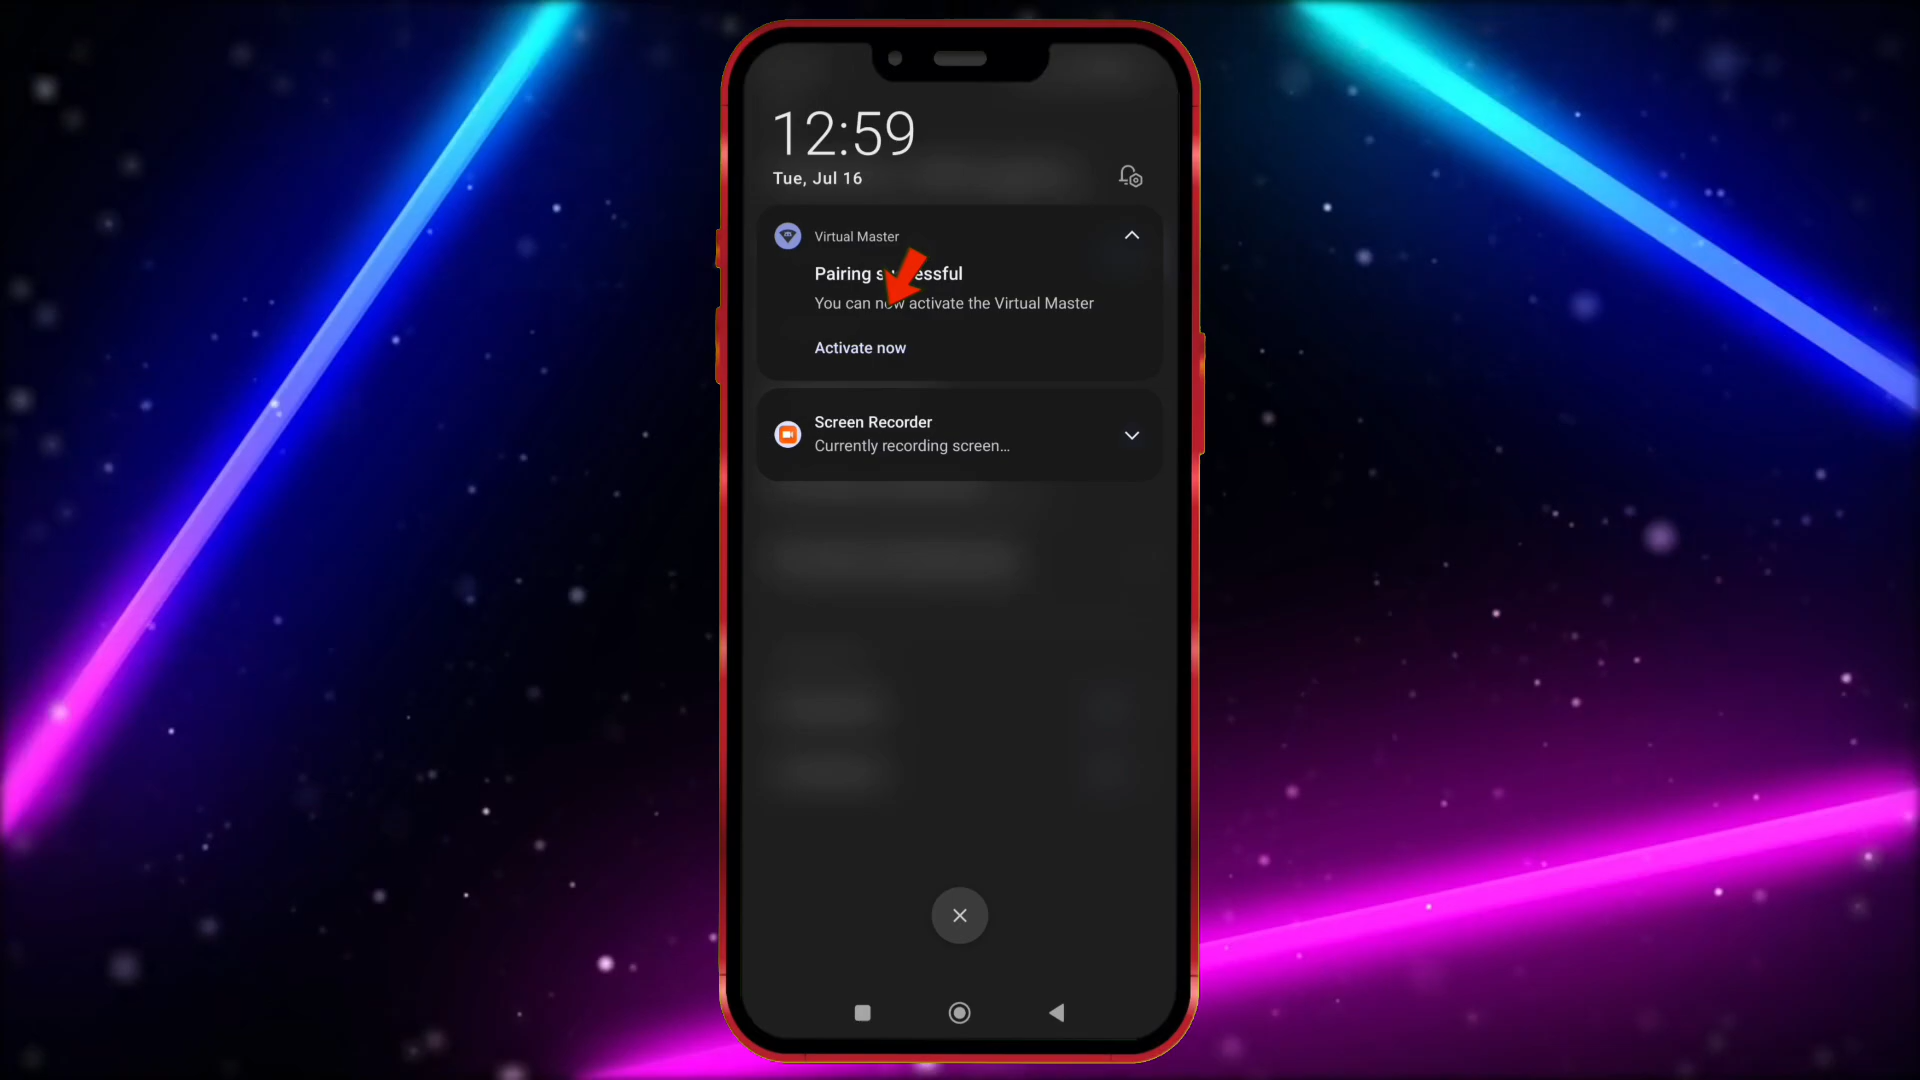 12:59
Tue, Jul 16
Virtual Master
Pairing successful
You can now activate the Virtual Master
Activate now
Screen Recorder
Currently recording screen...